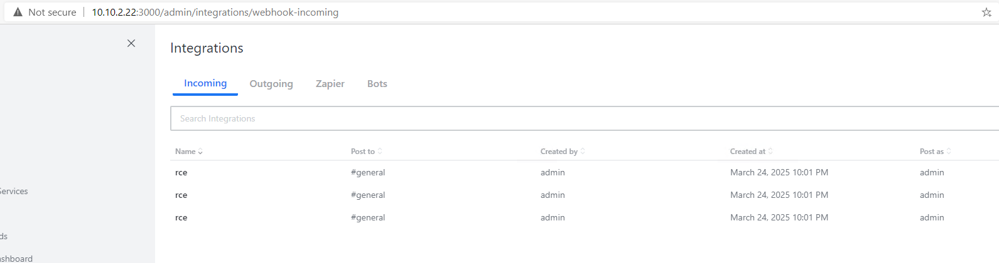 Not secure 10.10.2.22:3000/admin/integrations/webhook-incoming
Integrations
Incoming Outgoing Zapier Bots
Search Integrations
Name Post to Created by Created at Post as
rce #general admin March 24, 2025 10:01 PM admin
Services
rce #general admin March 24, 2025 10:01 PM admin
rce #general admin March 24, 2025 10:01 PM admin
ds
ashboard